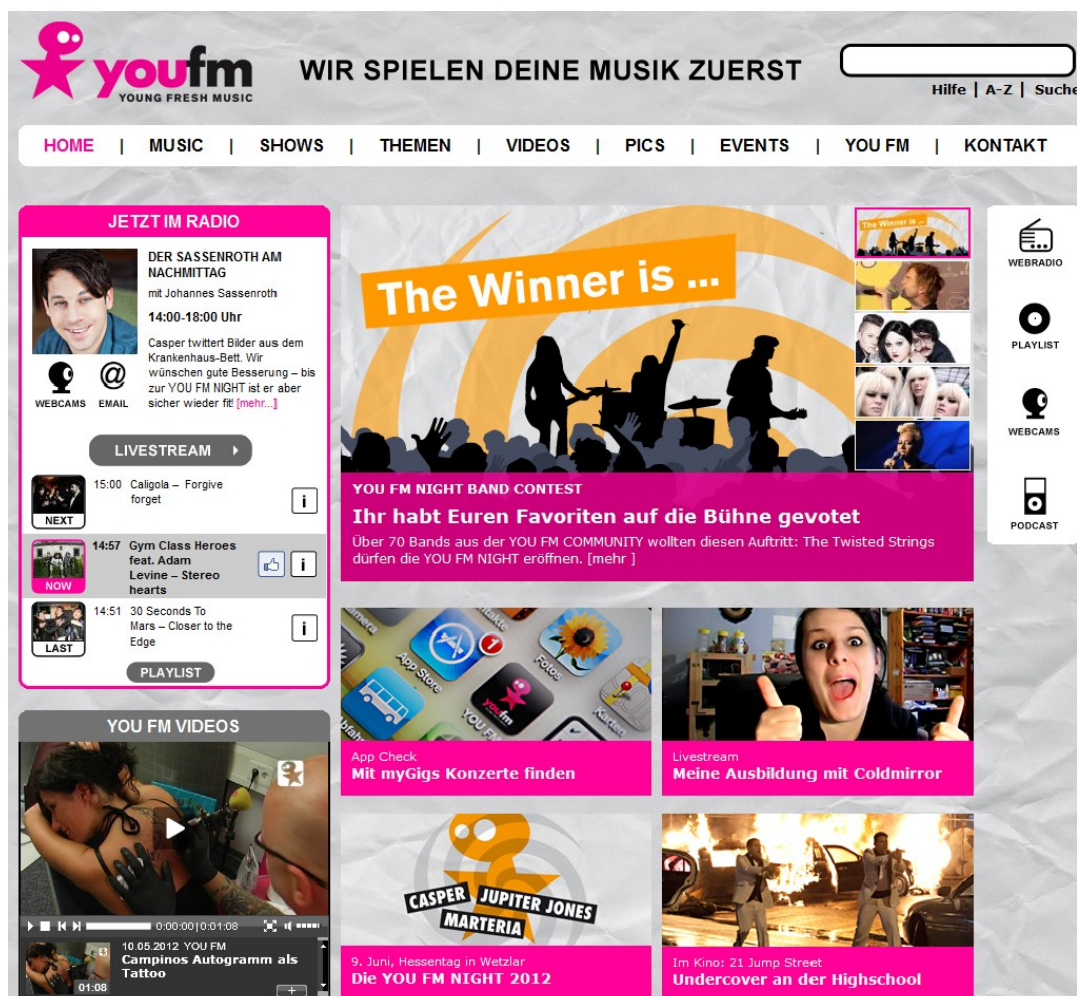 youfm
YOUNG FRESH MUSIC
WIR SPIELEN DEINE MUSIK ZUERST
Hilfe | A-Z | Suche
HOME | MUSIC | SHOWS | THEMEN | VIDEOS | PICS | EVENTS | YOU FM | KONTAKT
JETZT IM RADIO
DER SASSENROTH AM
NACHMITTAG
mit Johannes Sassenroth
14:00-18:00 Uhr
Casper twittert Bilder aus dem
Krankenhaus-Bett. Wir
wünschen gute Besserung – bis
zur YOU FM NIGHT ist er aber
sicher wieder fit! [mehr...]
WEBCAMS EMAIL
LIVESTREAM
15:00 Caligola – Forgive
forget
i
NEXT
14:57 Gym Class Heroes
feat. Adam
Levine – Stereo
hearts
i
NOW
14:51 30 Seconds To
Mars – Closer to the
Edge
i
LAST
PLAYLIST
YOU FM VIDEOS
0:00:00|0:01:08
10.05.2012 YOU FM
Campinos Autogramm als
Tattoo
01:08
+
The Winner is ...
The Winner is ...
YOU FM NIGHT BAND CONTEST
Ihr habt Euren Favoriten auf die Bühne gevotet
Über 70 Bands aus der YOU FM COMMUNITY wollten diesen Auftritt: The Twisted Strings
dürfen die YOU FM NIGHT eröffnen. [mehr ]
WEBRADIO
PLAYLIST
WEBCAMS
PODCAST
App Store
1
Fotos
youfm
YOU FM
Karten
App Check
Mit myGigs Konzerte finden
Livestream
Meine Ausbildung mit Coldmirror
CASPER
JUPITER JONES
MARTERIA
9. Juni, Hessentag in Wetzlar
Die YOU FM NIGHT 2012
Im Kino: 21 Jump Street
Undercover an der Highschool